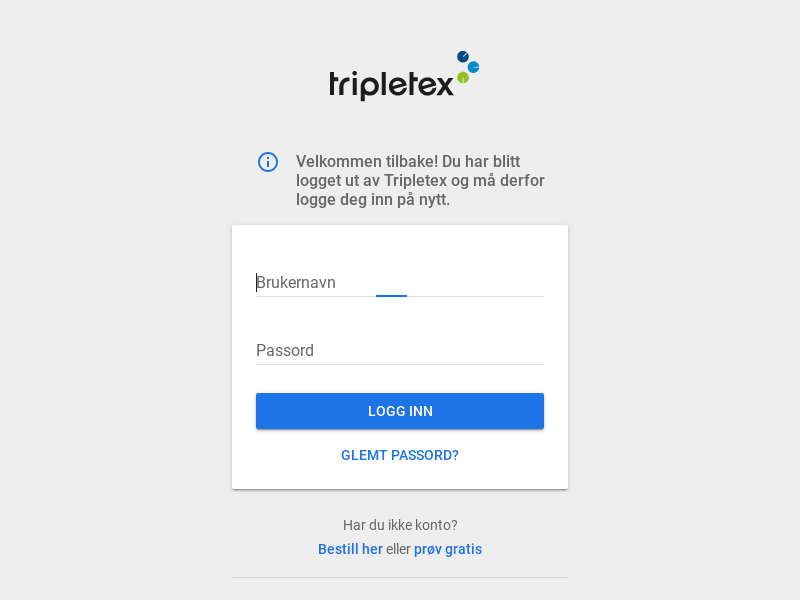 tripletex
Velkommen tilbake! Du har blitt
logget ut av Tripletex og må derfor
logge deg inn på nytt.
Brukernavn
Passord
LOGG INN
GLEMT PASSORD?
Har du ikke konto?
Bestill her eller prøv gratis